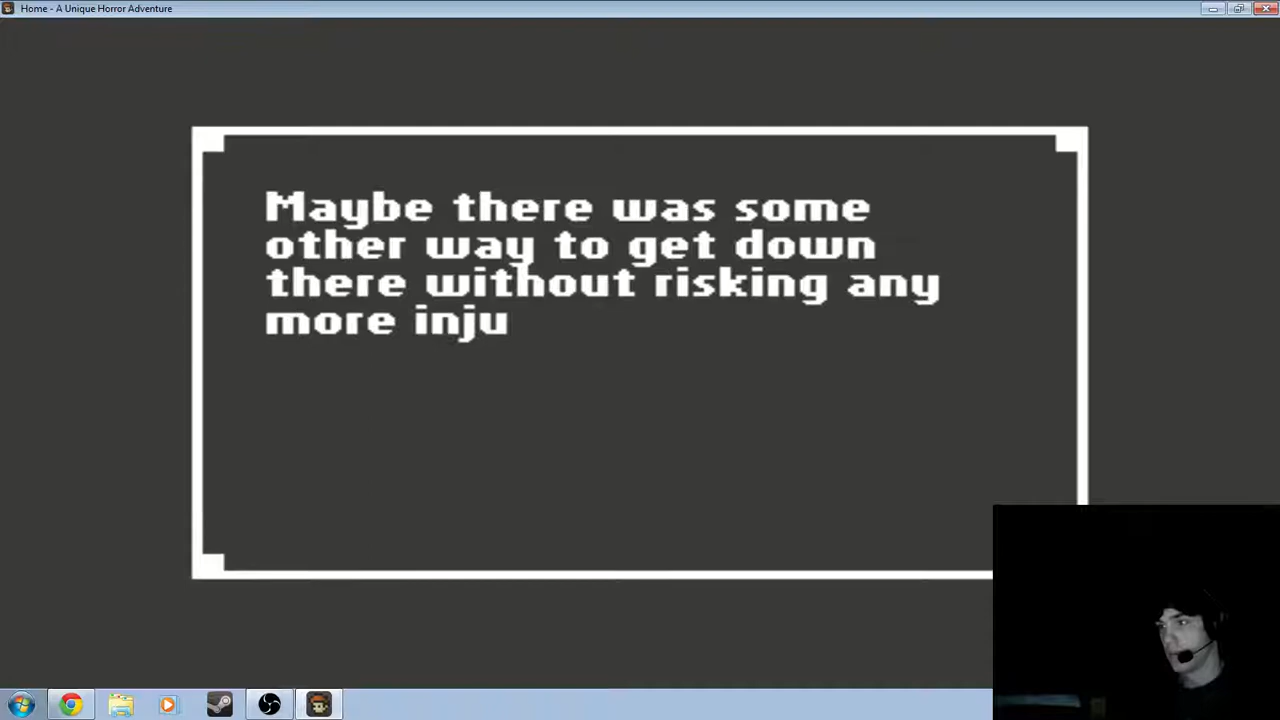 Home - A Unique Horror Adventure
Maybe there was some
other way to get down
there without risking any
more inju